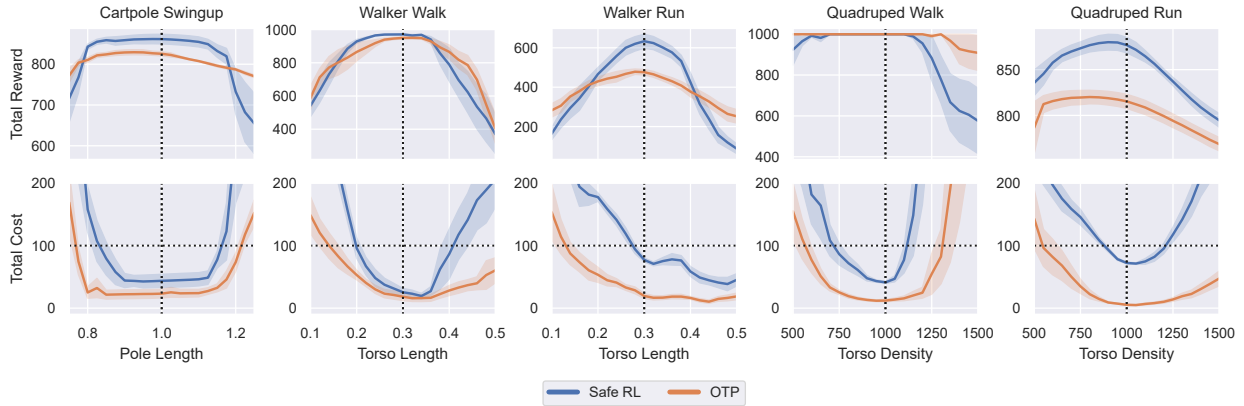 Cartpole Swingup
Walker Walk
Walker Run
Quadruped Walk
Quadruped Run
Total Reward
800
700
600
1000
800
600
400
600
400
200
1000
800
600
400
850
800
Total Cost
200
100
0
200
100
0
200
100
0
200
100
0
200
100
0
0.8 1.0 1.2
0.1 0.2 0.3 0.4 0.5
0.1 0.2 0.3 0.4 0.5
500 750 1000 1250 1500
500 750 1000 1250 1500
Pole Length
Torso Length
Torso Length
Torso Density
Torso Density
Safe RL
OTP